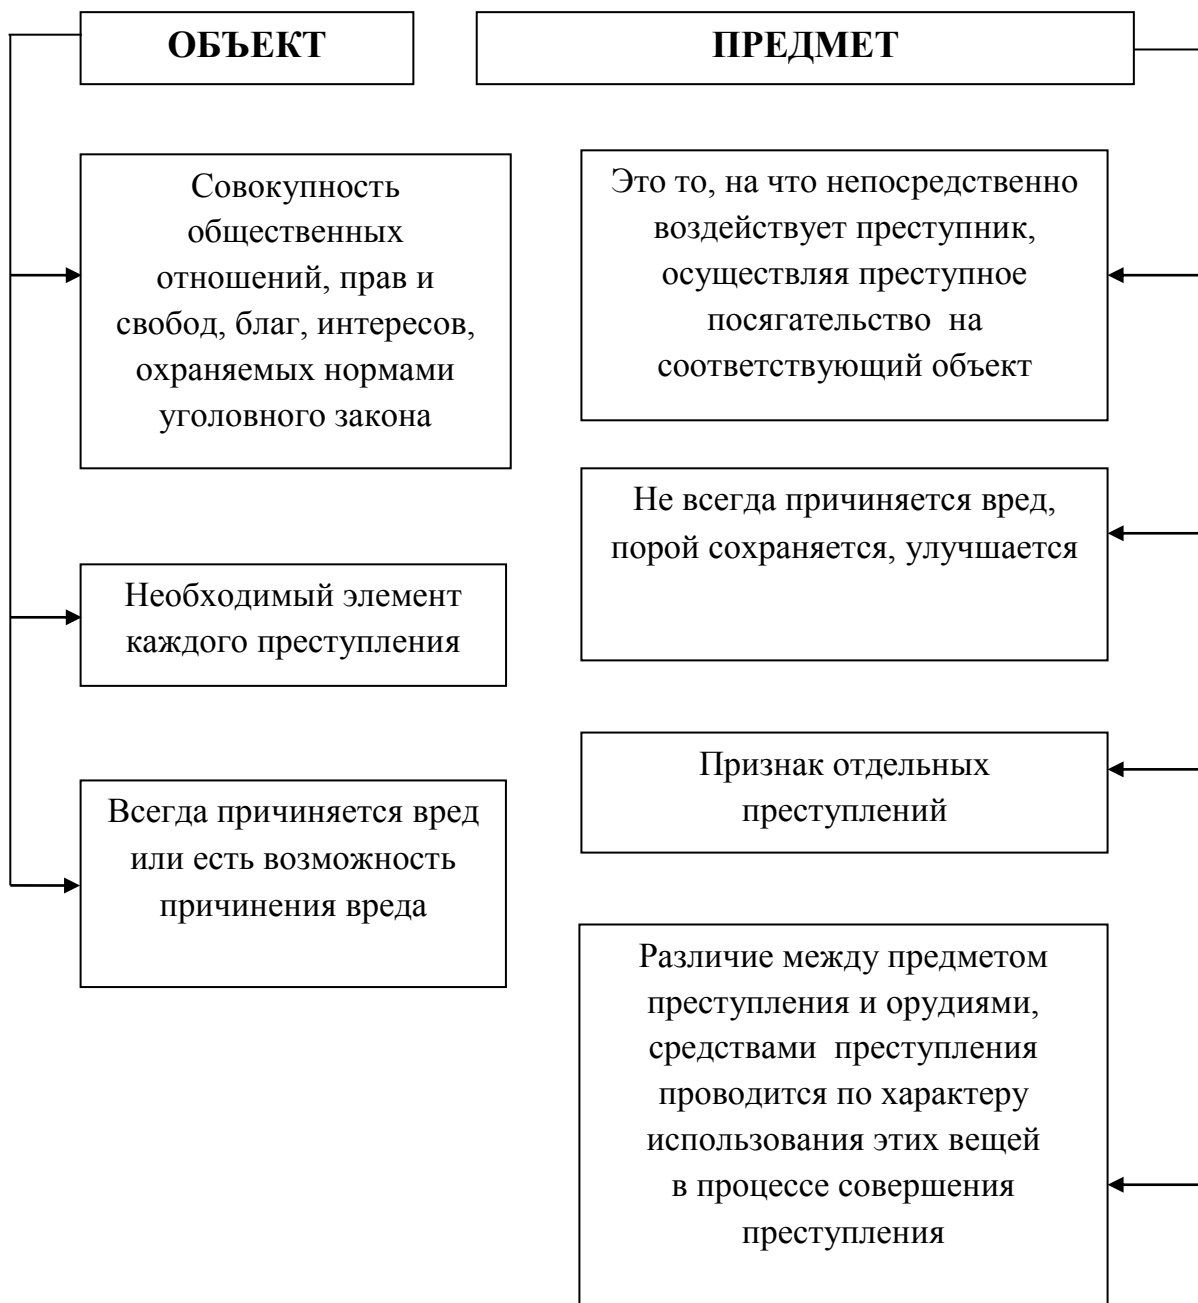 ОБЪЕКТ
ПРЕДМЕТ
Совокупность
общественных
отношений, прав и
свобод, благ, интересов,
охраняемых нормами
уголовного закона
Необходимый элемент
каждого преступления
Всегда причиняется вред
или есть возможность
причинения вреда
Это то, на что непосредственно
воздействует преступник,
осуществляя преступное
посягательство на
соответствующий объект
Не всегда причиняется вред,
порой сохраняется, улучшается
Признак отдельных
преступлений
Различие между предметом
преступления и орудиями,
средствами преступления
проводится по характеру
использования этих вещей
в процессе совершения
преступления